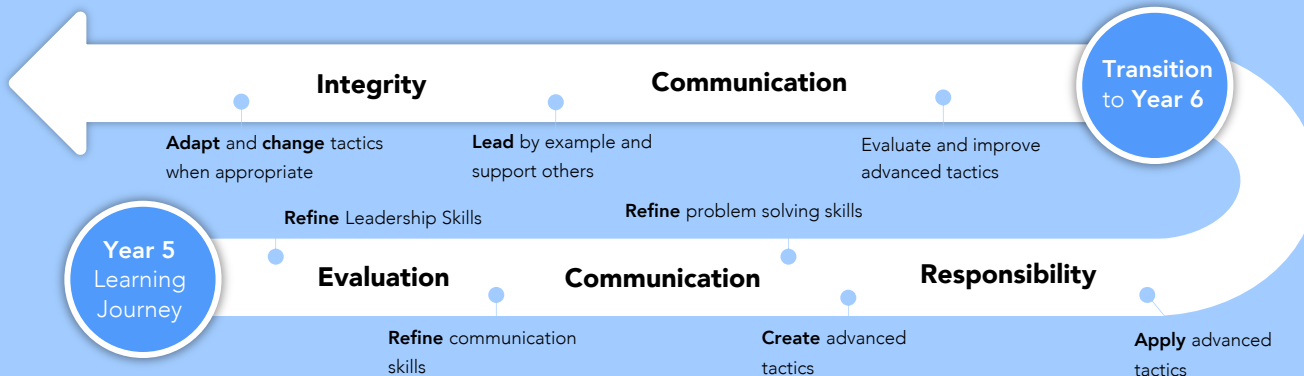 Integrity
Communication
Transition
to Year 6
Adapt and change tactics
when appropriate
Lead by example and
support others
Evaluate and improve
advanced tactics
Refine Leadership Skills
Refine problem solving skills
Year 5
Learning
Journey
Evaluation
Communication
Responsibility
Refine communication
skills
Create advanced
tactics
Apply advanced
tactics